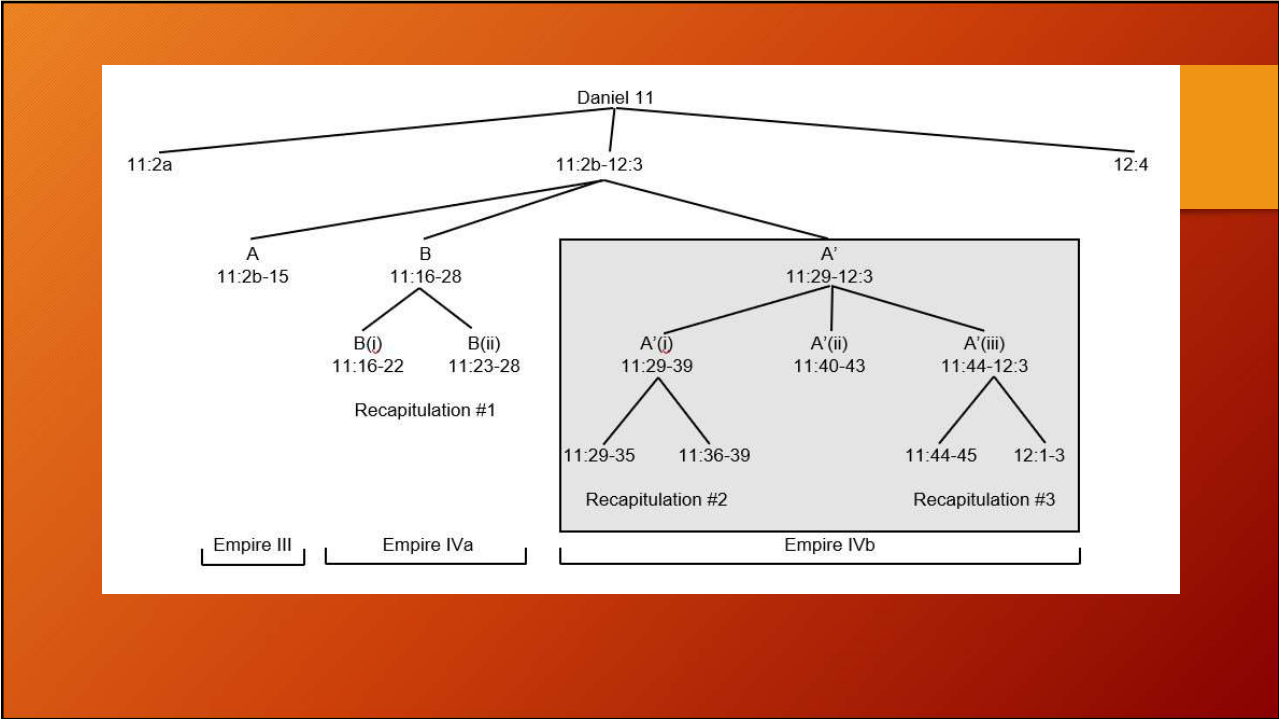 Daniel 11
11:2a
11:2b-12:3
12:4
A
11:2b-15
B
11:16-28
A’
11:29-12:3
B(i)
11:16-22
B(ii)
11:23-28
A’(i)
11:29-39
A’(ii)
11:40-43
A’(iii)
11:44-12:3
Recapitulation #1
11:29-35
11:36-39
11:44-45
12:1-3
Recapitulation #2
Recapitulation #3
Empire III
Empire IVa
Empire IVb